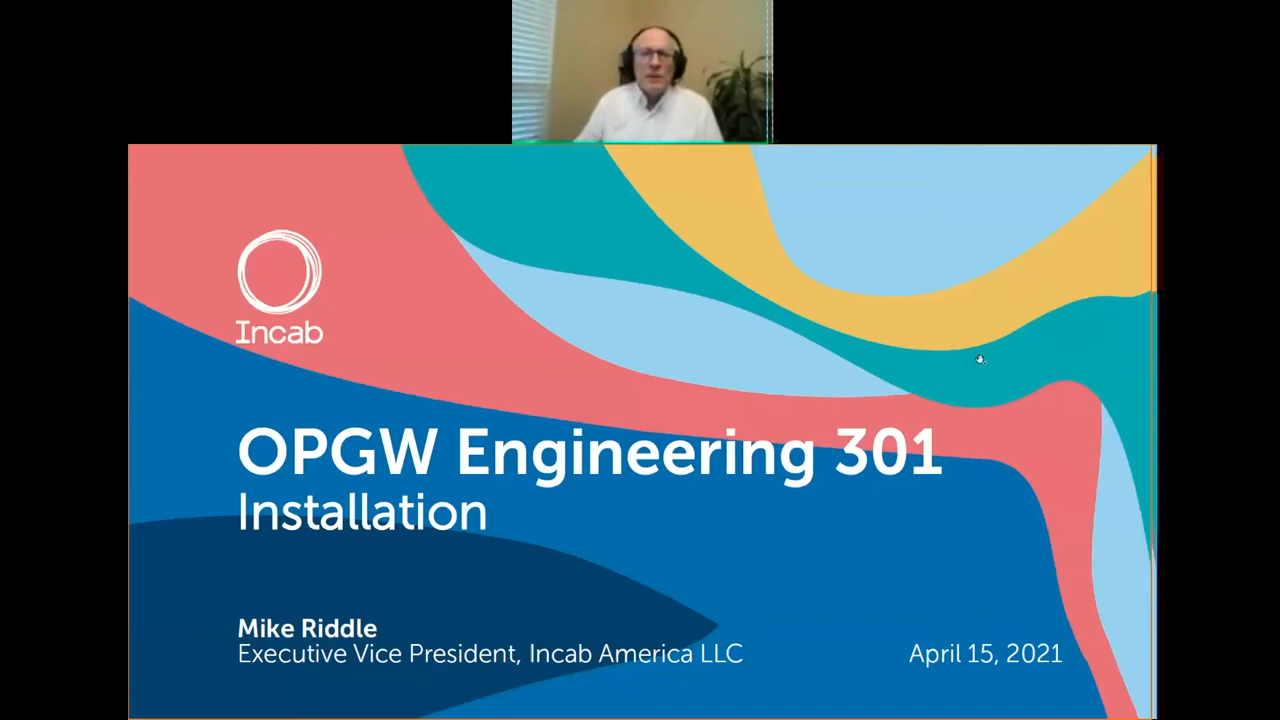 Incab
OPGW Engineering 301
Installation
Mike Riddle
Executive Vice President, Incab America LLC
April 15, 2021